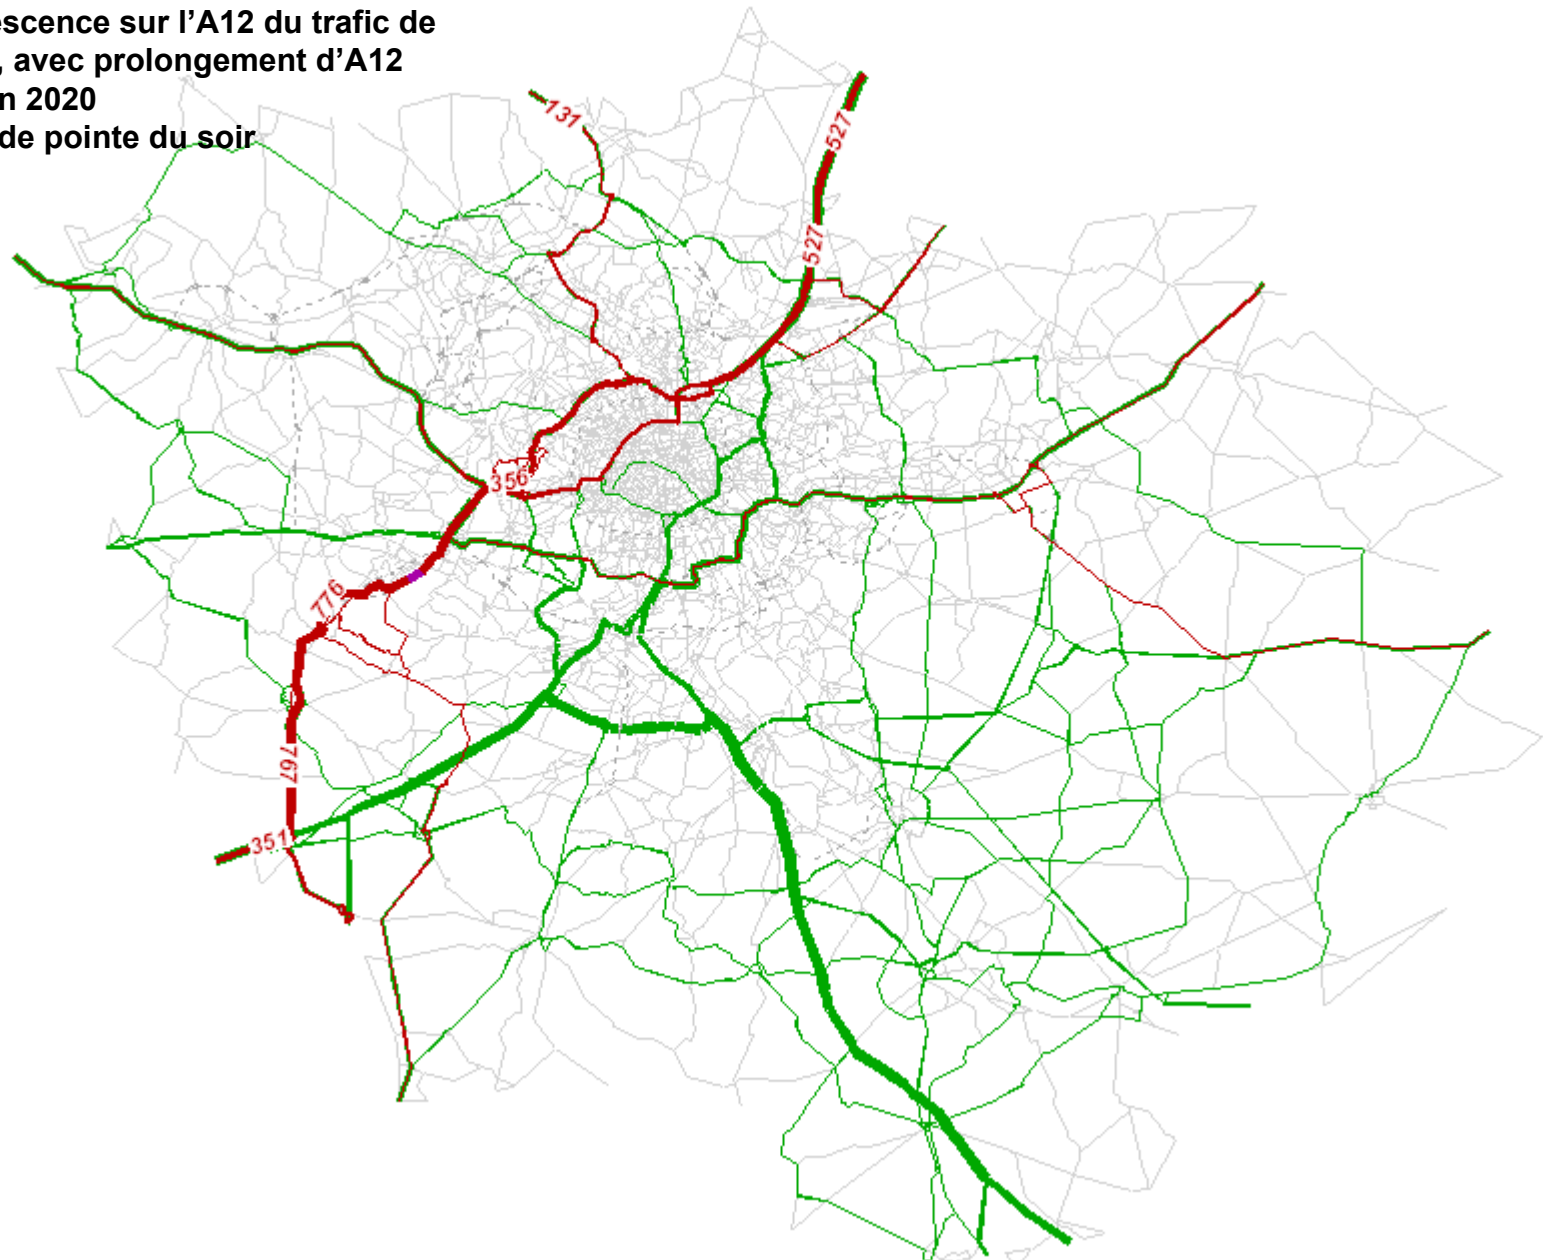 escence sur l’A12 du trafic de
, avec prolongement d’A12
n 2020
de pointe du soir
131
527
527
356
776
767
351